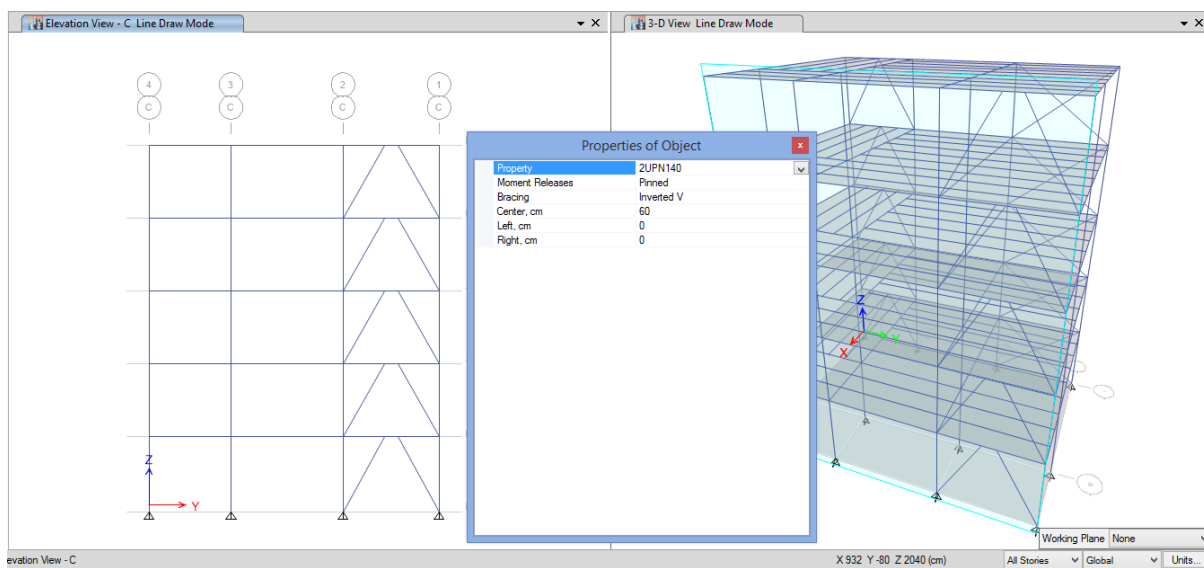 Elevation View - C Line Draw Mode
3-D View Line Draw Mode
4 3 2 1
C C C C
Properties of Object
Property 2UPN140
Moment Releases Pinned
Bracing Inverted V
Center, cm 60
Left, cm 0
Right, cm 0
Z
Y
Z
Y
X
Working Plane None
evation View - C
X 932 Y -80 Z 2040 (cm)
All Stories
Global
Units...